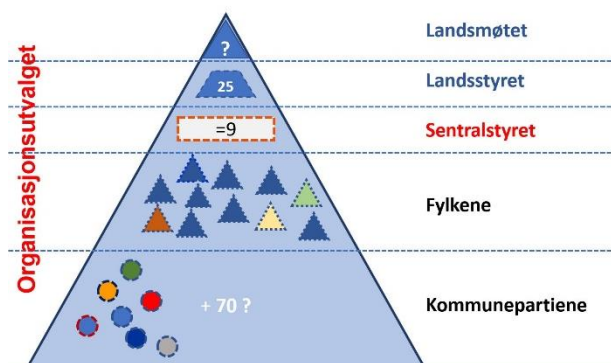 Organisasjonsutvalget
?
Landsmøtet
25
Landsstyret
=9
Sentralstyret
Fylkene
+ 70 ?
Kommunepartiene